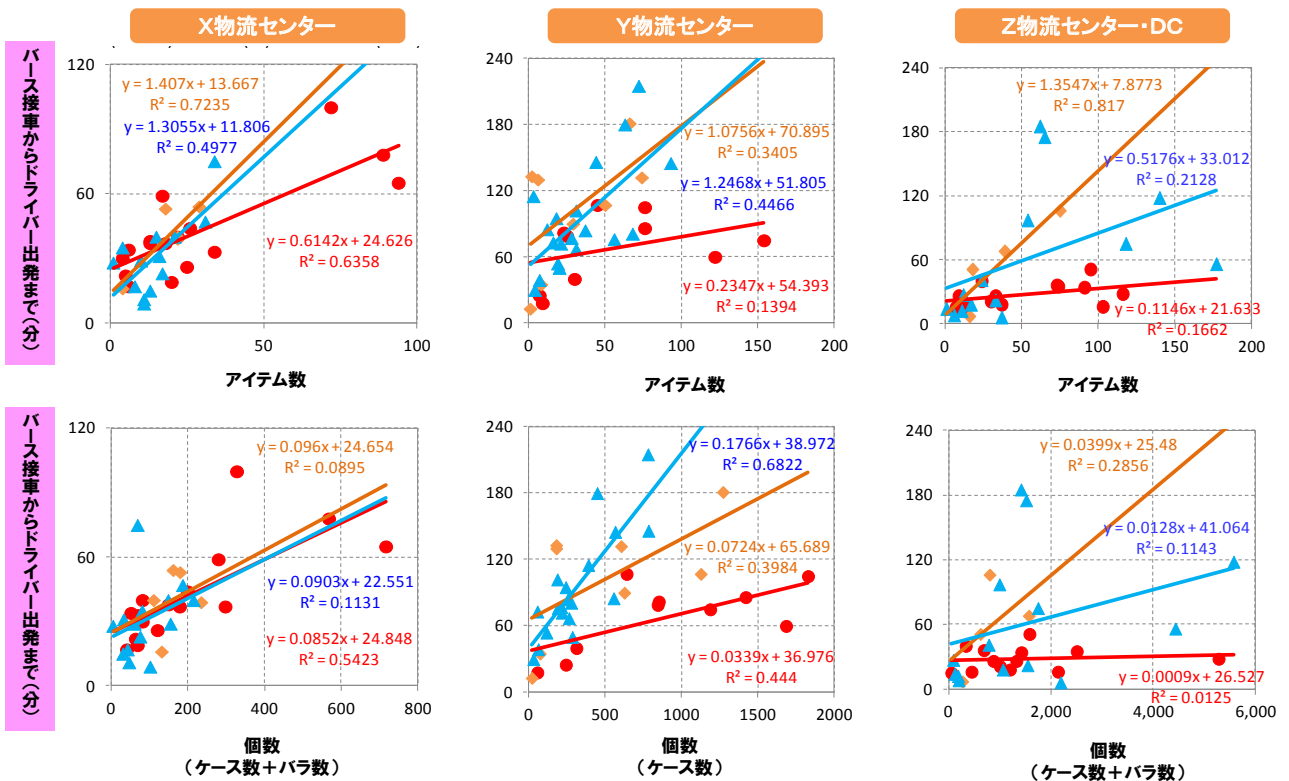 X物流センター
Y物流センター
Z物流センター・DC
バース接車からドライバー出発まで(分)
120
60
0
0
50
100
アイテム数
y = 1.407x + 13.667
R² = 0.7235
y = 1.3055x + 11.806
R² = 0.4977
y = 0.6142x + 24.626
R² = 0.6358
240
180
120
60
0
0
50
100
150
200
アイテム数
y = 1.0756x + 70.895
R² = 0.3405
y = 1.2468x + 51.805
R² = 0.4466
y = 0.2347x + 54.393
R² = 0.1394
240
180
120
60
0
0
50
100
150
200
アイテム数
y = 1.3547x + 7.8773
R² = 0.817
y = 0.5176x + 33.012
R² = 0.2128
y = 0.1146x + 21.633
R² = 0.1662
バース接車からドライバー出発まで(分)
120
60
0
0
200
400
600
800
個数
(ケース数+バラ数)
y = 0.096x + 24.654
R² = 0.0895
y = 0.0903x + 22.551
R² = 0.1131
y = 0.0852x + 24.848
R² = 0.5423
240
180
120
60
0
0
500
1000
1500
2000
個数
(ケース数)
y = 0.1766x + 38.972
R² = 0.6822
y = 0.0724x + 65.689
R² = 0.3984
y = 0.0339x + 36.976
R² = 0.444
240
180
120
60
0
0
2,000
4,000
6,000
個数
(ケース数+バラ数)
y = 0.0399x + 25.48
R² = 0.2856
y = 0.0128x + 41.064
R² = 0.1143
y = 0.0009x + 26.527
R² = 0.0125